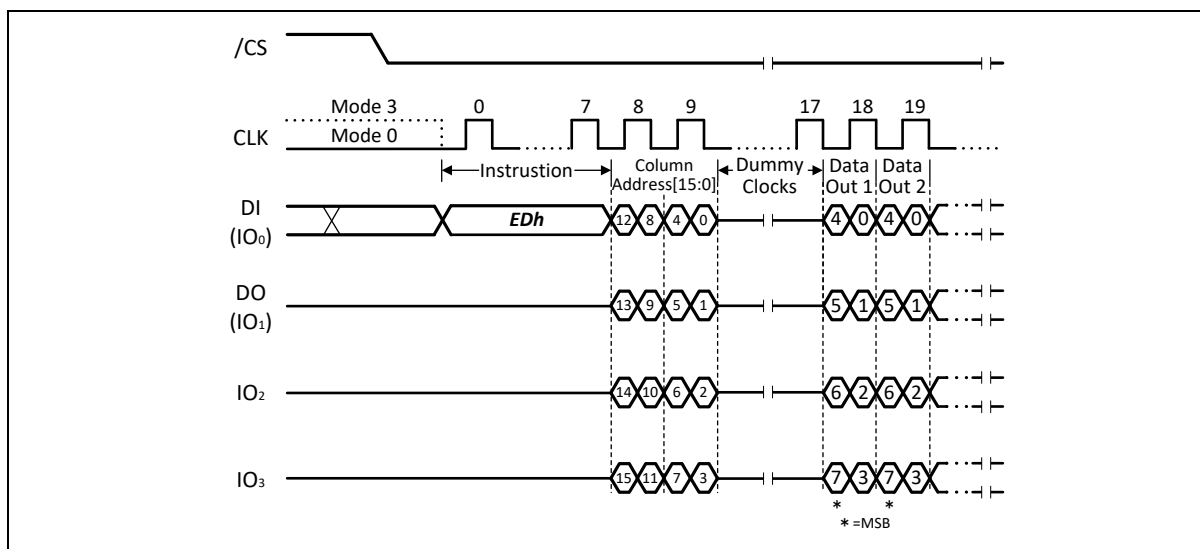 /CS
Mode 3 0 7 8 9 17 18 19
CLK Mode 0
Instrustion Column Address[15:0] Dummy Clocks Data Out 1 Data Out 2
DI (IO0) EDh 12 8 4 0 4 0 4 0
DO (IO1) 13 9 5 1 5 1 5 1
IO2 14 10 6 2 6 2 6 2
IO3 15 11 7 3 7 3 7 3
* *
* =MSB